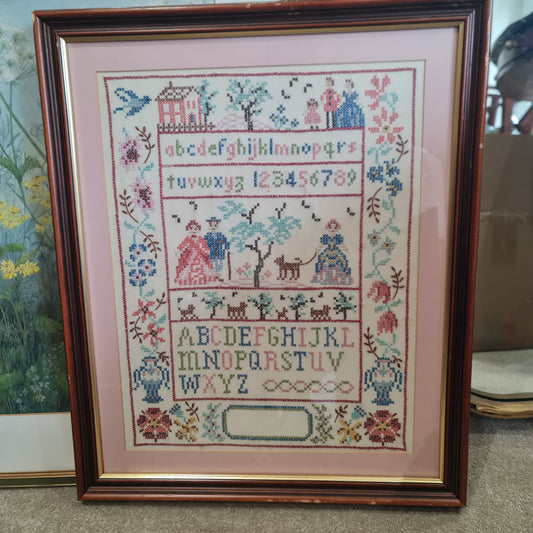 abcdefghijklmnopqrs
tuvwxyz 123456789
ABCDEFGHIJKL
MNOPQRSTUV
WXYZ